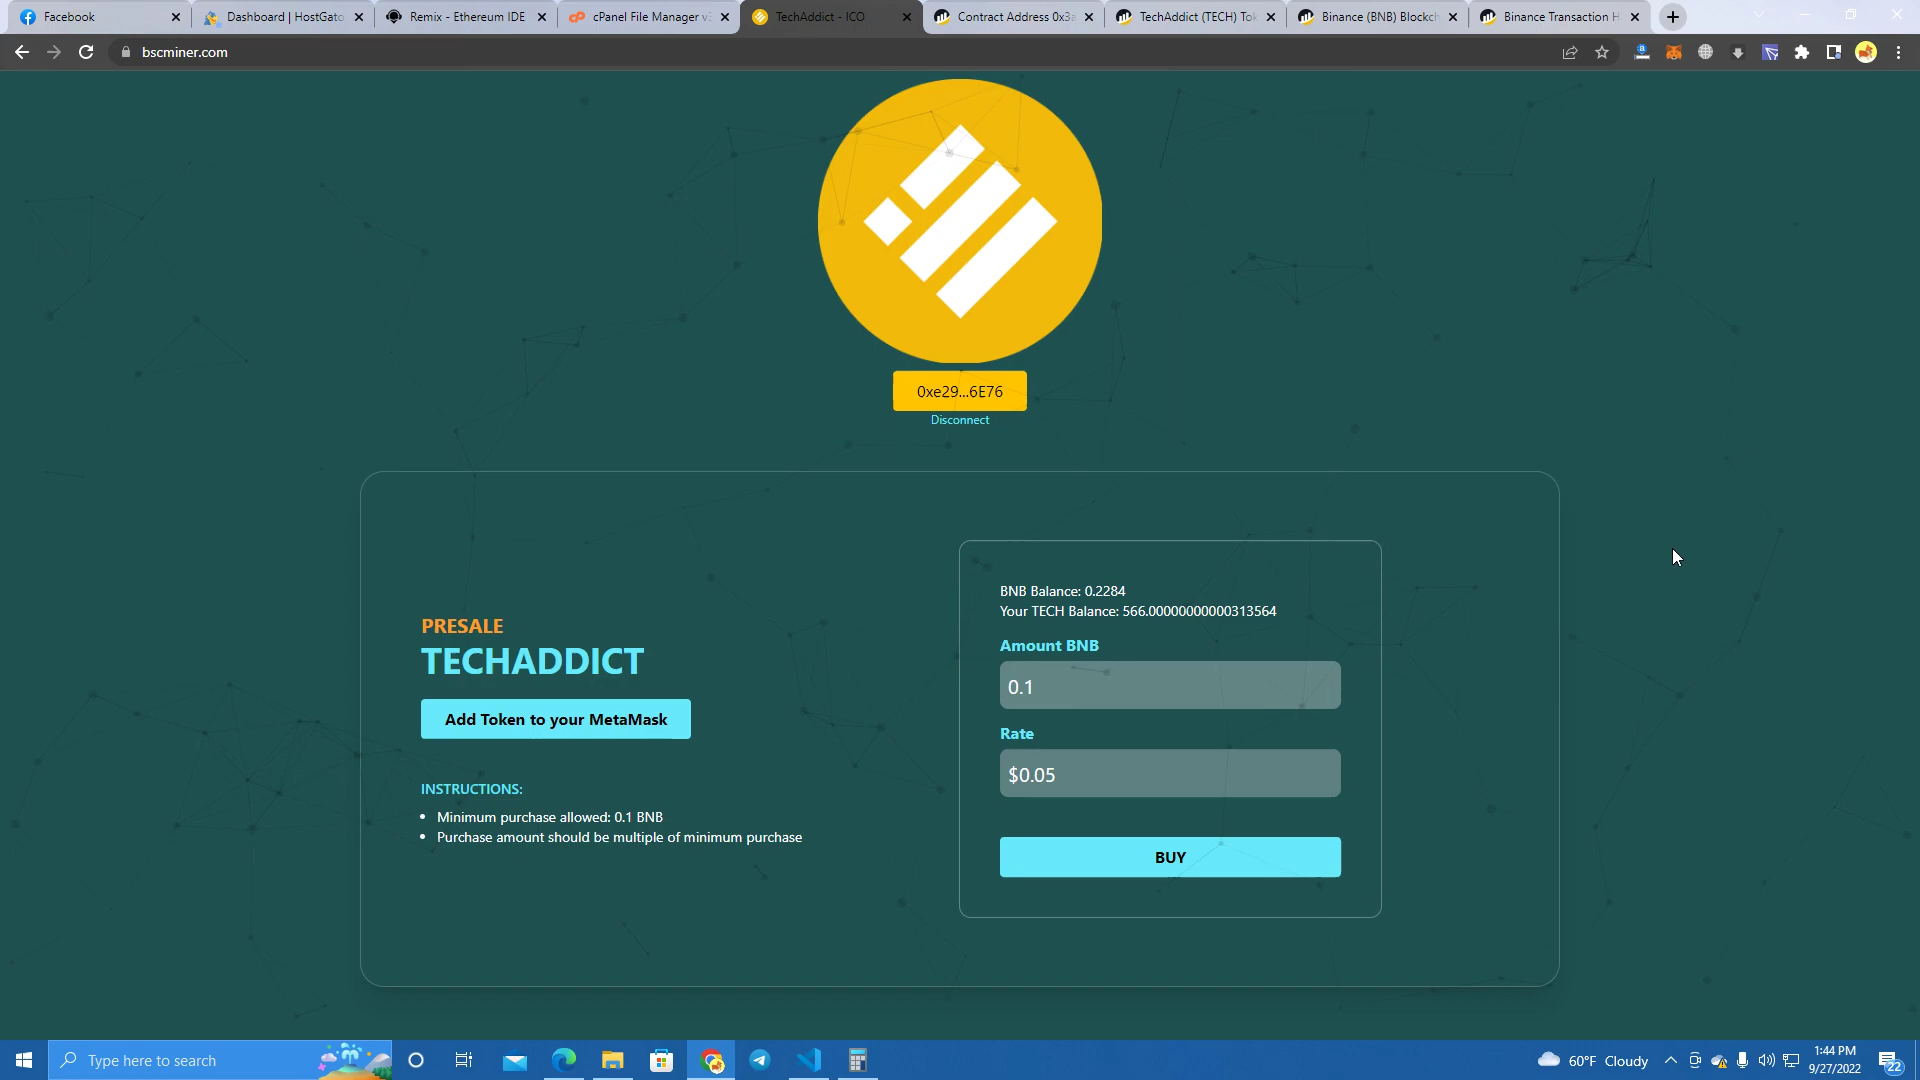 Facebook
Dashboard | HostGato
Remix - Ethereum IDE
cPanel File Manager v3
TechAddict - ICO
Contract Address 0x3a
TechAddict (TECH) Tok
Binance (BNB) Blockch
Binance Transaction H
bscminer.com
0xe29...6E76
Disconnect
PRESALE
TECHADDICT
Add Token to your MetaMask
INSTRUCTIONS:
Minimum purchase allowed: 0.1 BNB
Purchase amount should be multiple of minimum purchase
BNB Balance: 0.2284
Your TECH Balance: 566.00000000000313564
Amount BNB
0.1
Rate
$0.05
BUY
Type here to search
60°F Cloudy
1:44 PM
9/27/2022
22